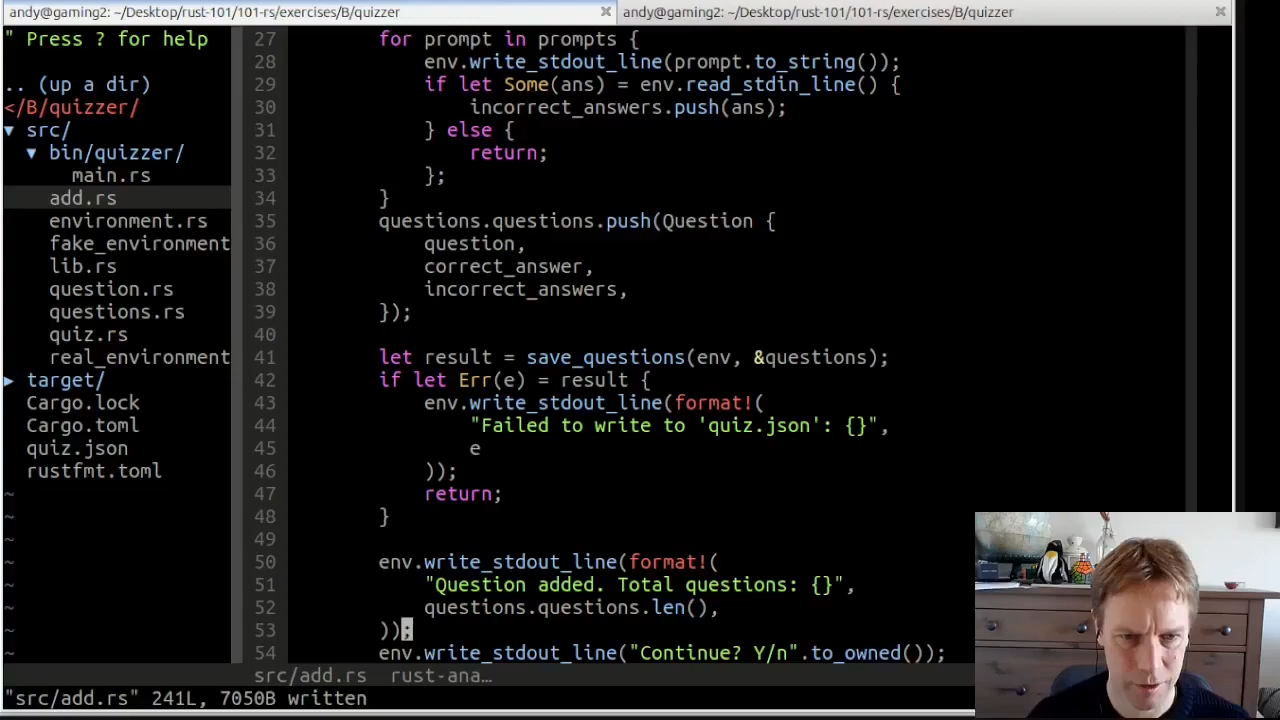 andy@gaming2: ~/Desktop/rust-101/101-rs/exercises/B/quizzer
andy@gaming2: ~/Desktop/rust-101/101-rs/exercises/B/quizzer
" Press ? for help
.. (up a dir)
</B/quizzer/
▼ src/
▼ bin/quizzer/
main.rs
add.rs
environment.rs
fake_environment
lib.rs
question.rs
questions.rs
quiz.rs
real_environment
▶ target/
Cargo.lock
Cargo.toml
quiz.json
rustfmt.toml
~
~
~
~
~
~
~
~
27 for prompt in prompts {
28 env.write_stdout_line(prompt.to_string());
29 if let Some(ans) = env.read_stdin_line() {
30 incorrect_answers.push(ans);
31 } else {
32 return;
33 };
34 }
35 questions.questions.push(Question {
36 question,
37 correct_answer,
38 incorrect_answers,
39 });
40
41 let result = save_questions(env, &questions);
42 if let Err(e) = result {
43 env.write_stdout_line(format!(
44 "Failed to write to 'quiz.json': {}",
45 e
46 ));
47 return;
48 }
49
50 env.write_stdout_line(format!(
51 "Question added. Total questions: {}",
52 questions.questions.len(),
53 ));
54 env.write_stdout_line("Continue? Y/n".to_owned());
src/add.rs rust-ana…
"src/add.rs" 241L, 7050B written